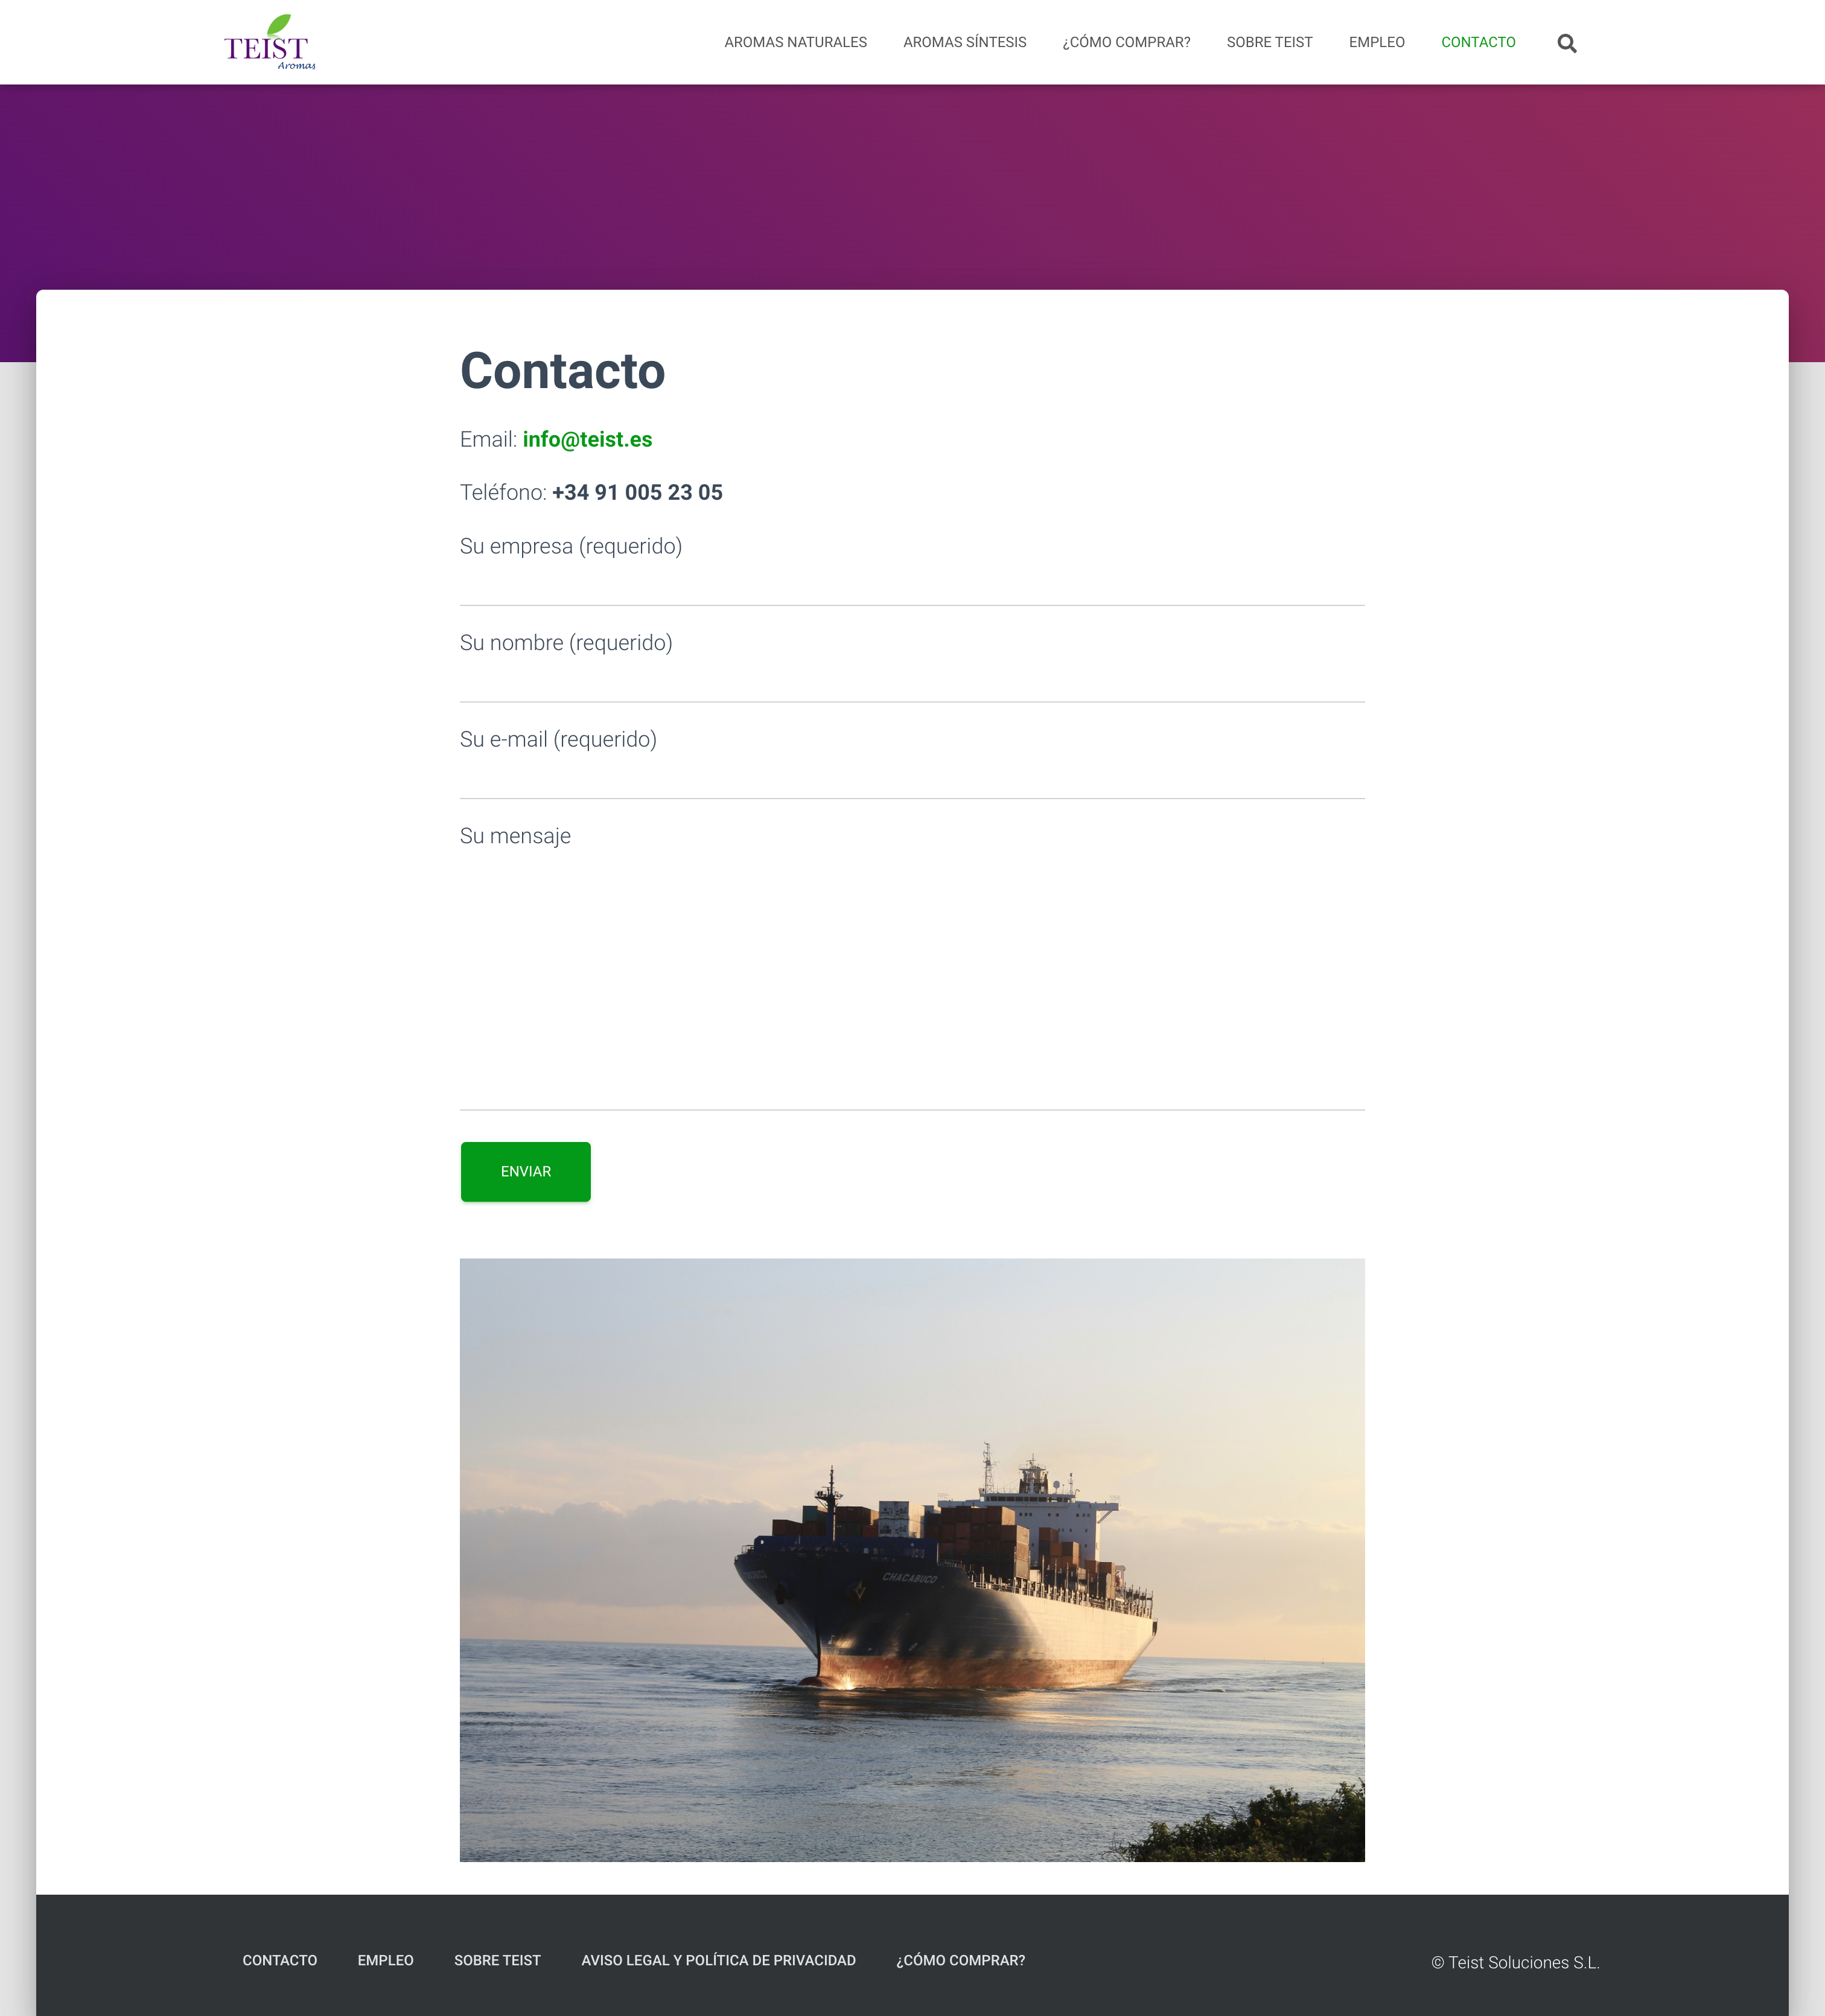 TEIST
Aromas
AROMAS NATURALES
AROMAS SÍNTESIS
¿CÓMO COMPRAR?
SOBRE TEIST
EMPLEO
CONTACTO
Contacto
Email: info@teist.es
Teléfono: +34 91 005 23 05
Su empresa (requerido)
Su nombre (requerido)
Su e-mail (requerido)
Su mensaje
ENVIAR
CHACABUCO
CONTACTO
EMPLEO
SOBRE TEIST
AVISO LEGAL Y POLÍTICA DE PRIVACIDAD
¿CÓMO COMPRAR?
© Teist Soluciones S.L.